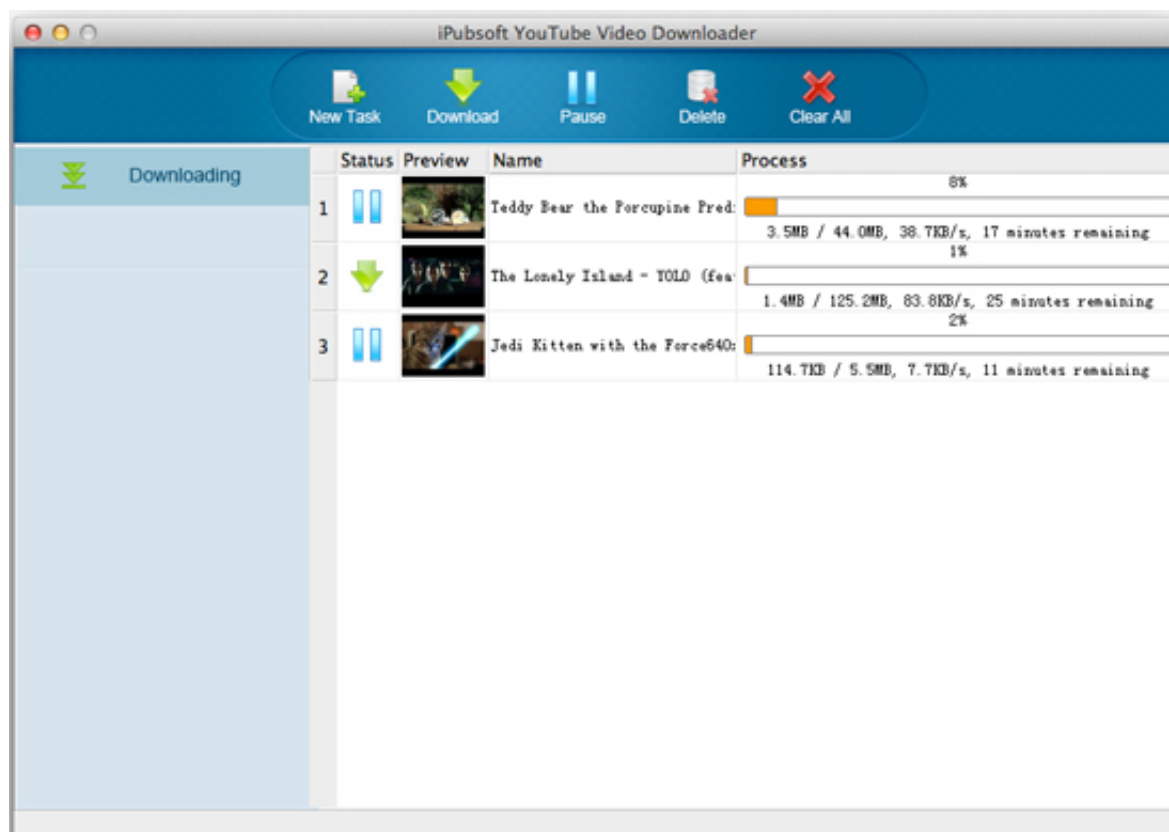 iPubsoft YouTube Video Downloader
New Task Download Pause Delete Clear All
Downloading
Status Preview Name Process
8%
1 Teddy Bear the Porcupine Pred
3.5MB / 44.0MB, 38.7KB/s, 17 minutes remaining
1%
2 The Lonely Island - YOLO (fea
1.4MB / 125.2MB, 83.8KB/s, 25 minutes remaining
2%
3 Jedi Kitten with the Force640
114.7KB / 5.5MB, 7.7KB/s, 11 minutes remaining